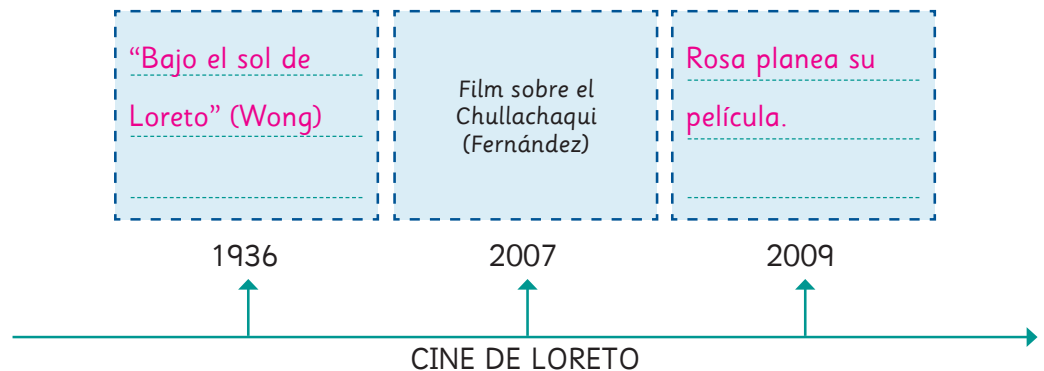 “Bajo el sol de
Loreto” (Wong)
Film sobre el
Chullachaqui
(Fernández)
Rosa planea su
película.
1936
2007
2009
CINE DE LORETO